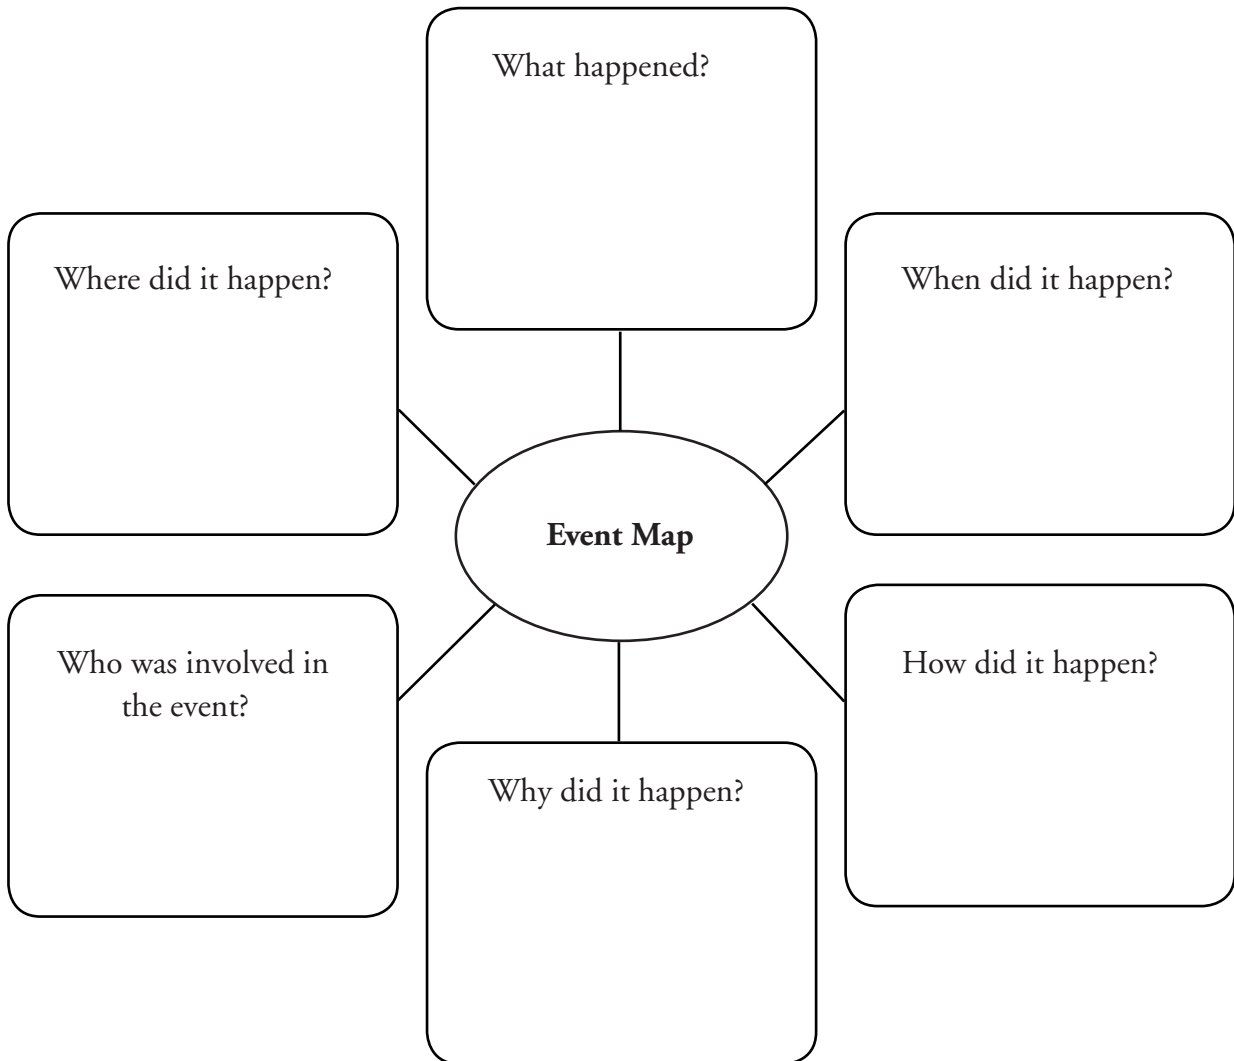 What happened?
Where did it happen?
When did it happen?
Event Map
Who was involved in
the event?
How did it happen?
Why did it happen?